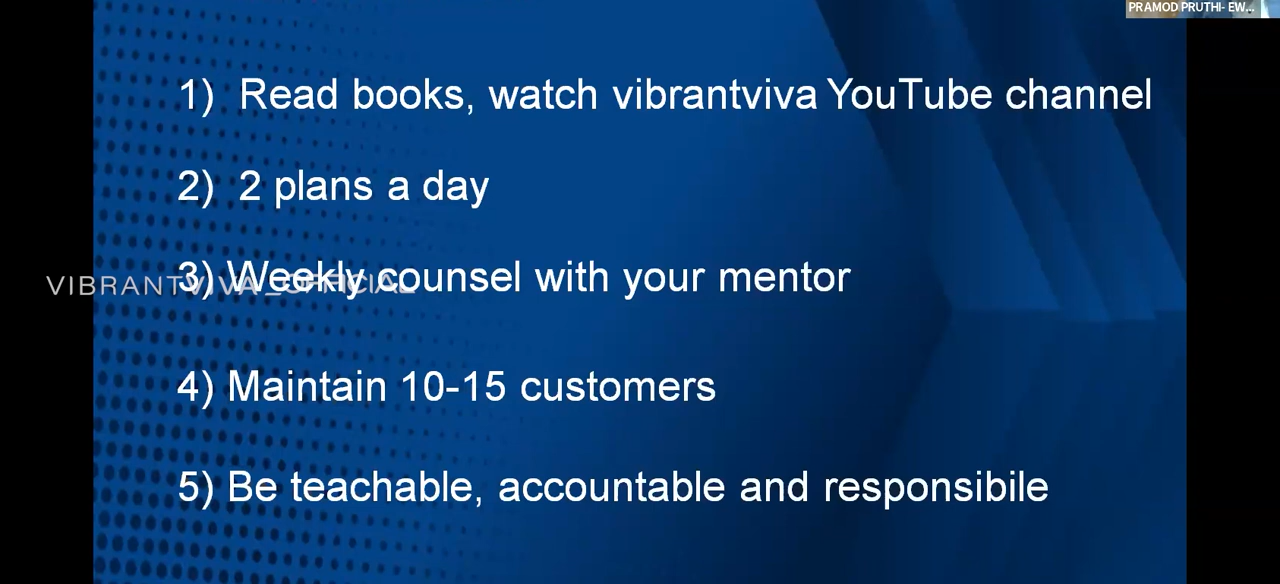 PRAMOD PRUTHI- EW...
1) Read books, watch vibrantviva YouTube channel
2) 2 plans a day
3) Weekly counsel with your mentor
VIBRANTVIVA_OFFICIAL
4) Maintain 10-15 customers
5) Be teachable, accountable and responsibile